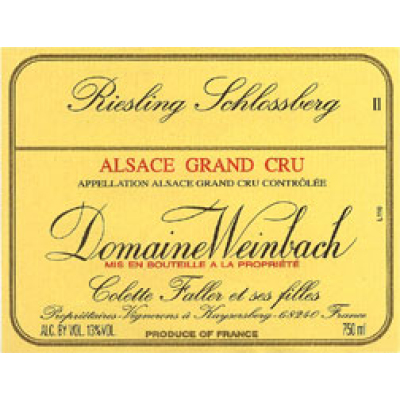 Riesling Schlossberg II
ALSACE GRAND CRU
APPELLATION ALSACE GRAND CRU CONTRÔLÉE
Domaine Weinbach
MIS EN BOUTEILLE A LA PROPRIÉTÉ
Colette Faller et ses filles
Propriétaires-Vignerons à Kaysersberg-68240 France
ALC. BY VOL. 13% VOL. PRODUCE OF FRANCE 750 ml